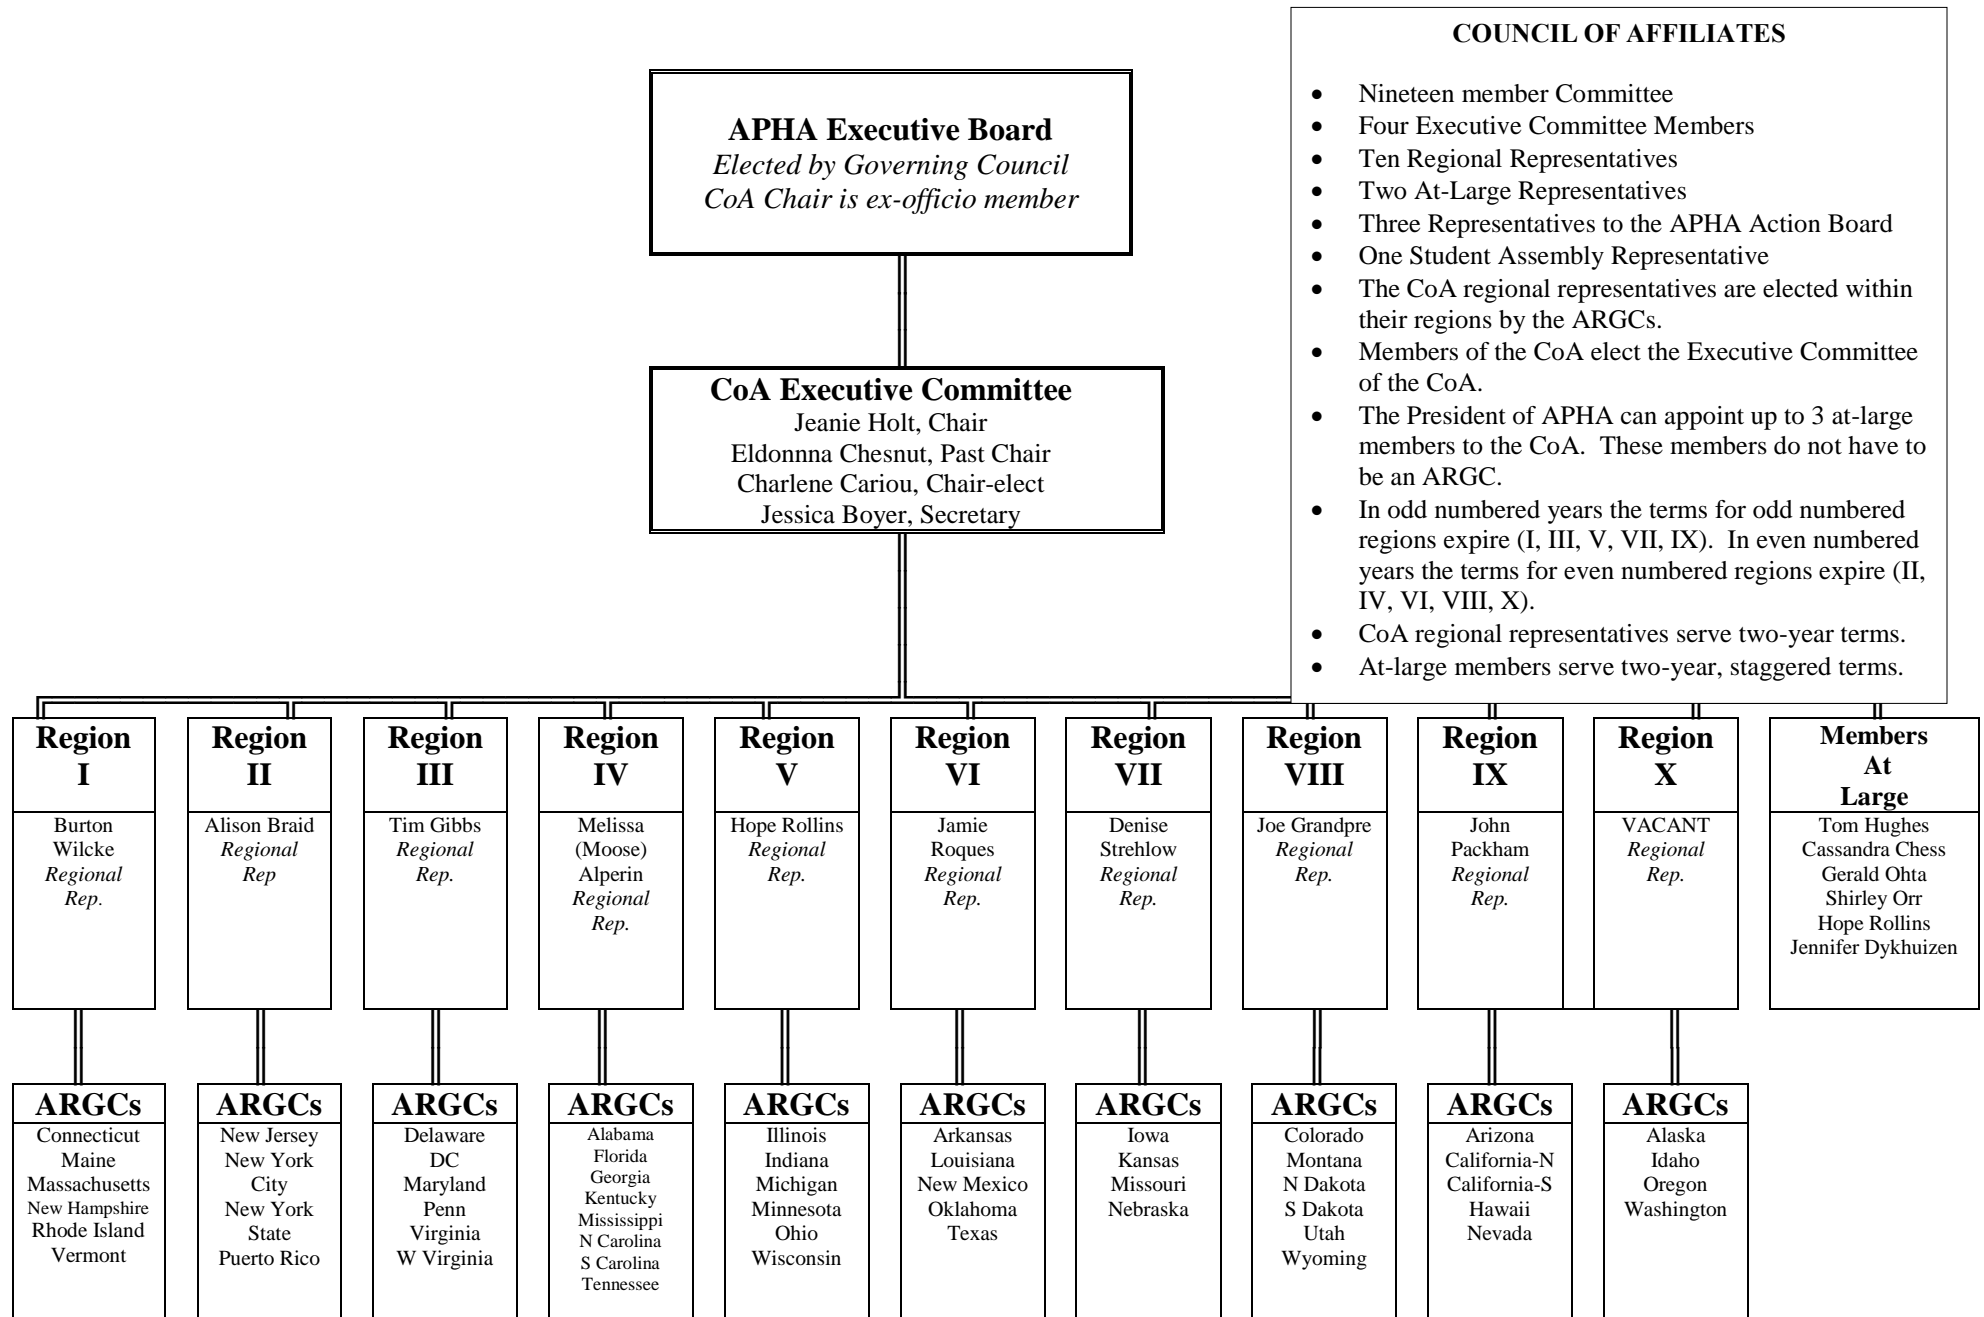 APHA Executive Board
Elected by Governing Council
CoA Chair is ex-officio member
CoA Executive Committee
Jeanie Holt, Chair
Eldonnna Chesnut, Past Chair
Charlene Cariou, Chair-elect
Jessica Boyer, Secretary
COUNCIL OF AFFILIATES
• Nineteen member Committee
• Four Executive Committee Members
• Ten Regional Representatives
• Two At-Large Representatives
• Three Representatives to the APHA Action Board
• One Student Assembly Representative
• The CoA regional representatives are elected within
their regions by the ARGCs.
• Members of the CoA elect the Executive Committee
of the CoA.
• The President of APHA can appoint up to 3 at-large
members to the CoA.  These members do not have to
be an ARGC.
• In odd numbered years the terms for odd numbered
regions expire (I, III, V, VII, IX).  In even numbered
years the terms for even numbered regions expire (II,
IV, VI, VIII, X).
• CoA regional representatives serve two-year terms.
• At-large members serve two-year, staggered terms.
Region
I
Burton
Wilcke
Regional
Rep.
Region
II
Alison Braid
Regional
Rep
Region
III
Tim Gibbs
Regional
Rep.
Region
IV
Melissa
(Moose)
Alperin
Regional
Rep.
Region
V
Hope Rollins
Regional
Rep.
Region
VI
Jamie
Roques
Regional
Rep.
Region
VII
Denise
Strehlow
Regional
Rep.
Region
VIII
Joe Grandpre
Regional
Rep.
Region
IX
John
Packham
Regional
Rep.
Region
X
VACANT
Regional
Rep.
Members
At
Large
Tom Hughes
Cassandra Chess
Gerald Ohta
Shirley Orr
Hope Rollins
Jennifer Dykhuizen
ARGCs
Connecticut
Maine
Massachusetts
New Hampshire
Rhode Island
Vermont
ARGCs
New Jersey
New York
City
New York
State
Puerto Rico
ARGCs
Delaware
DC
Maryland
Penn
Virginia
W Virginia
ARGCs
Alabama
Florida
Georgia
Kentucky
Mississippi
N Carolina
S Carolina
Tennessee
ARGCs
Illinois
Indiana
Michigan
Minnesota
Ohio
Wisconsin
ARGCs
Arkansas
Louisiana
New Mexico
Oklahoma
Texas
ARGCs
Iowa
Kansas
Missouri
Nebraska
ARGCs
Colorado
Montana
N Dakota
S Dakota
Utah
Wyoming
ARGCs
Arizona
California-N
California-S
Hawaii
Nevada
ARGCs
Alaska
Idaho
Oregon
Washington